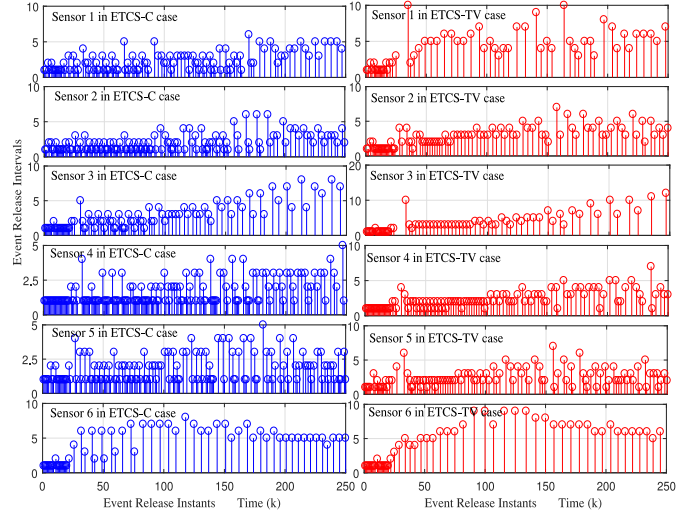 Event Release Intervals
Sensor 1 in ETCS-C case
10
5
0
Sensor 2 in ETCS-C case
10
5
0
Sensor 3 in ETCS-C case
10
5
0
Sensor 4 in ETCS-C case
5
2.5
0
Sensor 5 in ETCS-C case
5
2.5
0
Sensor 6 in ETCS-C case
10
5
0
0 50 100 150 200 250
Event Release Instants Time (k)
Sensor 1 in ETCS-TV case
10
5
0
Sensor 2 in ETCS-TV case
10
5
0
Sensor 3 in ETCS-TV case
20
10
0
Sensor 4 in ETCS-TV case
10
5
0
Sensor 5 in ETCS-TV case
10
5
0
Sensor 6 in ETCS-TV case
10
5
0
0 50 100 150 200 250
Event Release Instants Time (k)